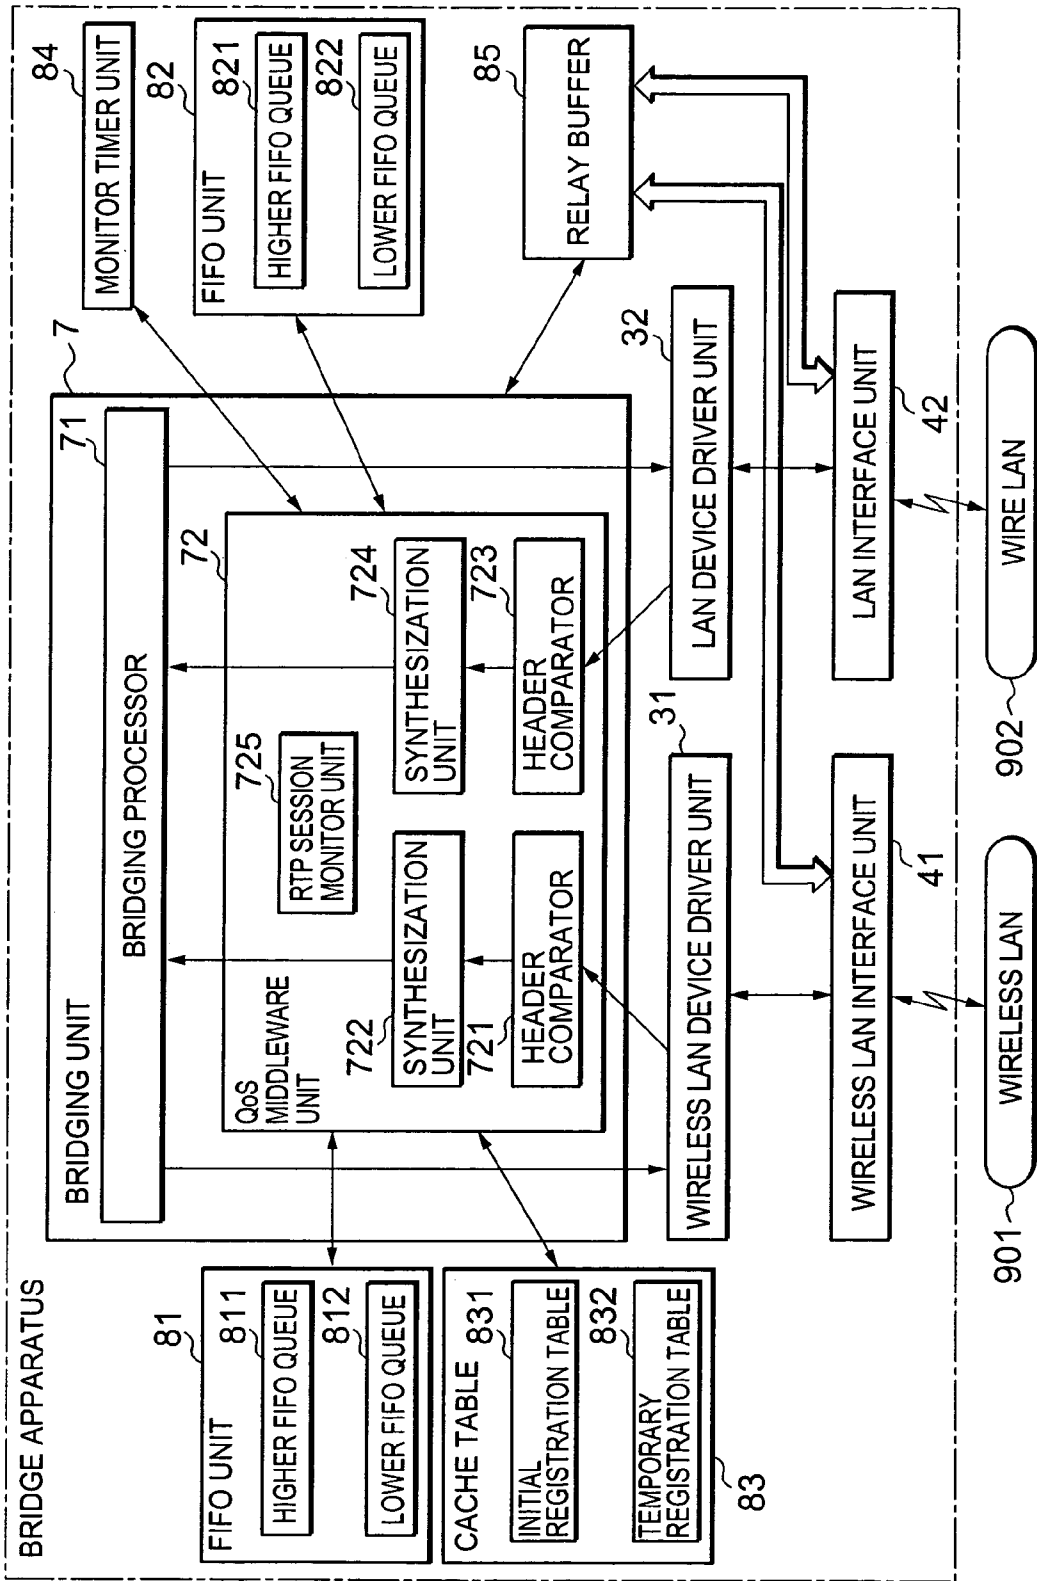 BRIDGE APPARATUS
BRIDGING UNIT
7
BRIDGING PROCESSOR
71
84
MONITOR TIMER UNIT
81
FIFO UNIT
811
HIGHER FIFO QUEUE
812
LOWER FIFO QUEUE
QoS
MIDDLEWARE
UNIT
72
725
RTP SESSION
MONITOR UNIT
722
SYNTHESIZATION
UNIT
724
SYNTHESIZATION
UNIT
721
HEADER
COMPARATOR
723
HEADER
COMPARATOR
82
FIFO UNIT
821
HIGHER FIFO QUEUE
822
LOWER FIFO QUEUE
CACHE TABLE
831
INITIAL
REGISTRATION TABLE
832
TEMPORARY
REGISTRATION TABLE
83
85
RELAY BUFFER
31
WIRELESS LAN DEVICE DRIVER UNIT
32
LAN DEVICE DRIVER UNIT
WIRELESS LAN INTERFACE UNIT
41
LAN INTERFACE UNIT
42
901
WIRELESS LAN
902
WIRE LAN